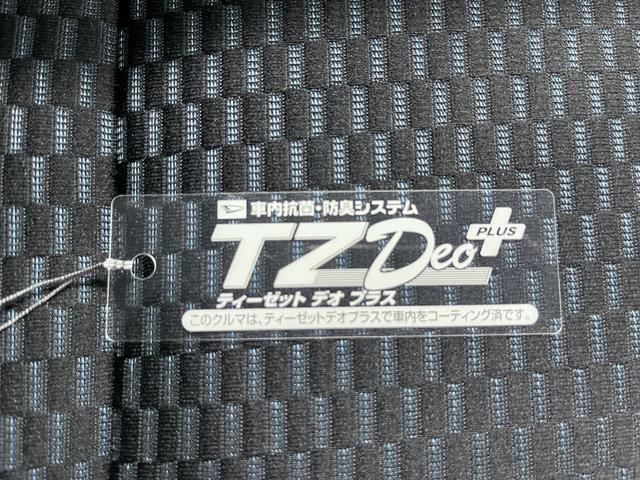 車内抗菌・防臭システム
TZDeo PLUS
ティーゼット デオ プラス
このクルマは、ティーゼットデオプラスで車内をコーティング済です。